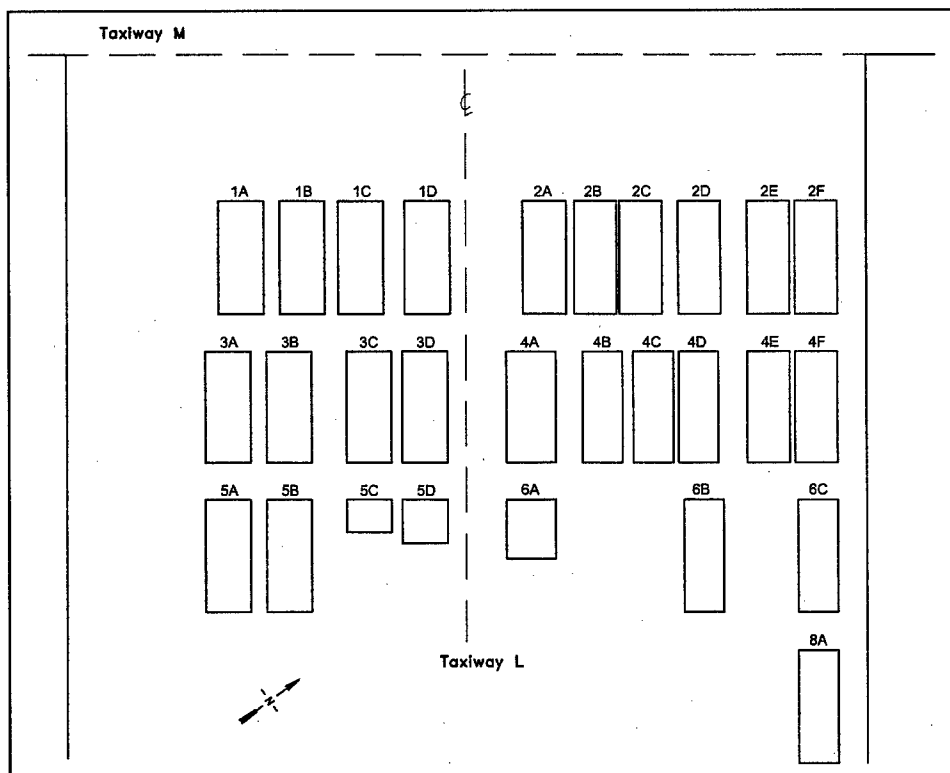 Taxiway M
℄
1A 1B 1C 1D 2A 2B 2C 2D 2E 2F
3A 3B 3C 3D 4A 4B 4C 4D 4E 4F
5A 5B 5C 5D 6A 6B 6C
8A
Taxiway L
N